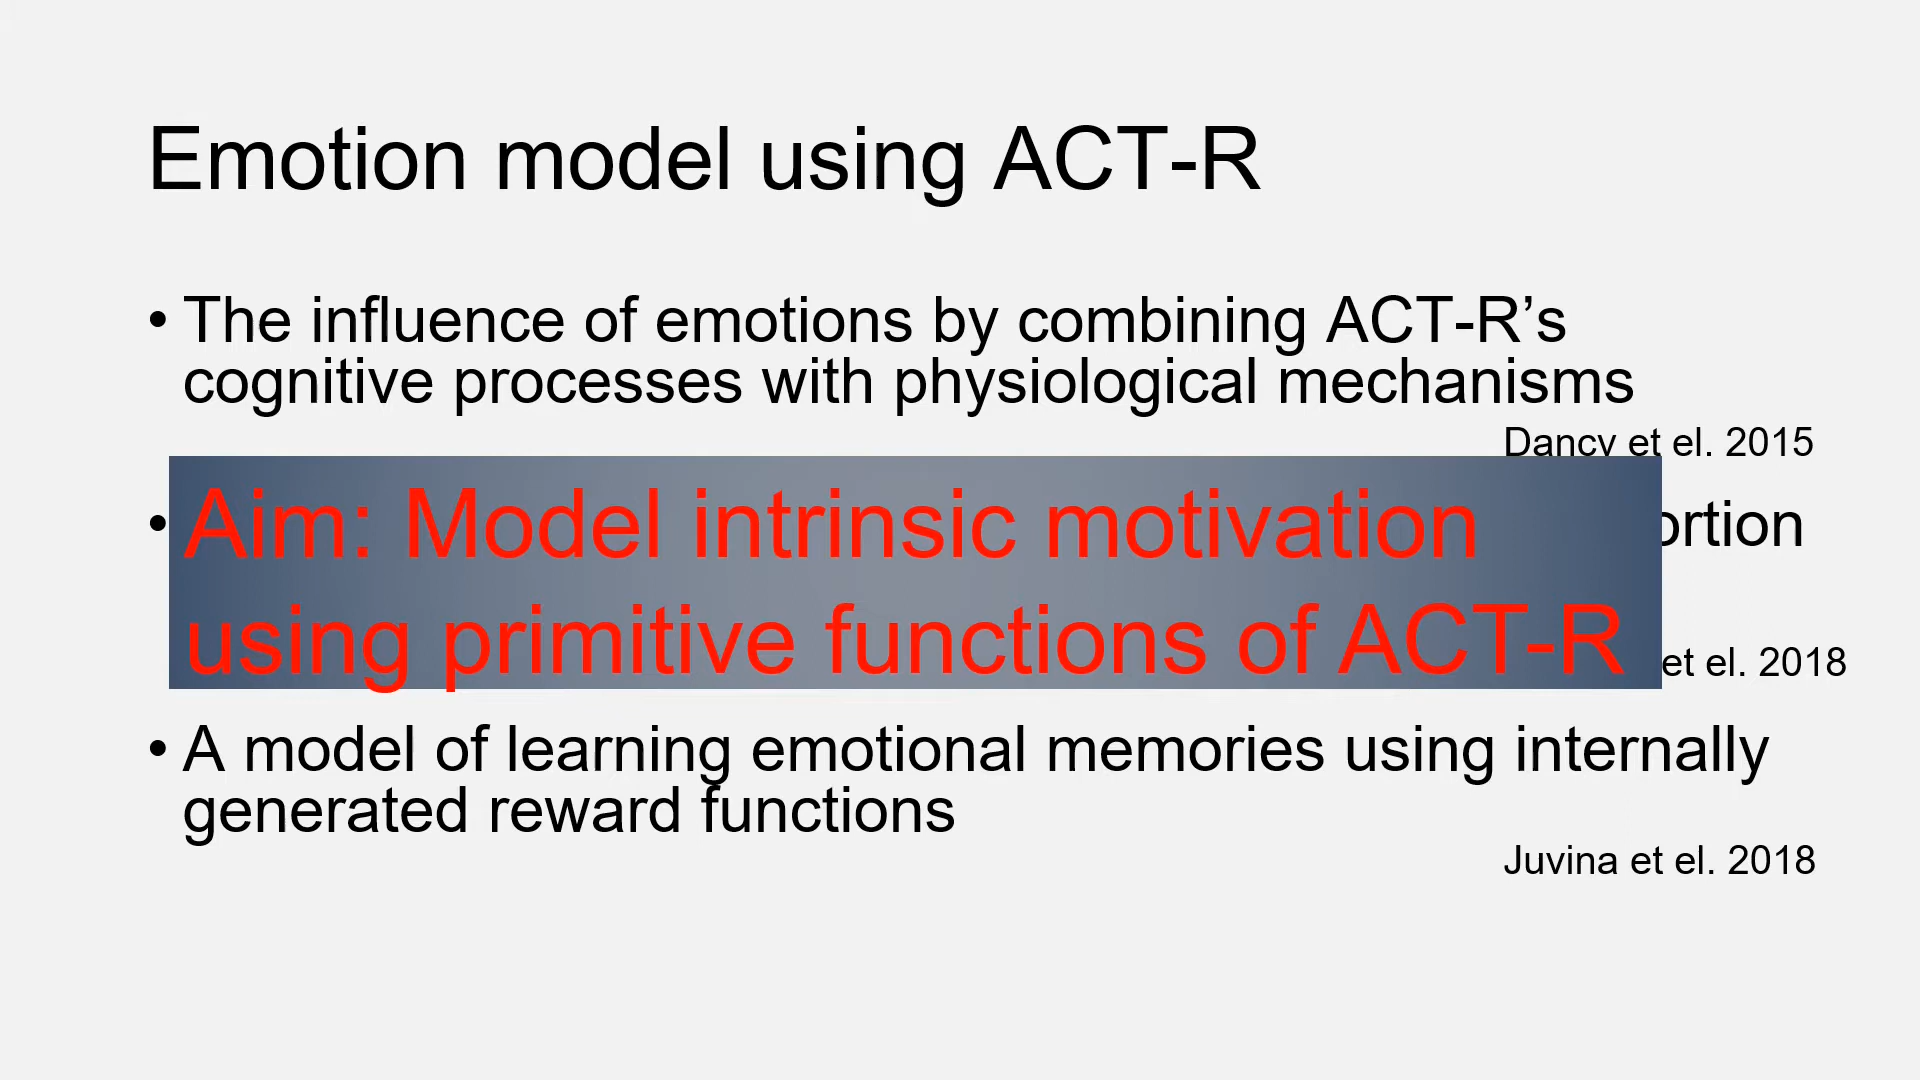 Emotion model using ACT-R
• The influence of emotions by combining ACT-R’s
cognitive processes with physiological mechanisms
Dancy et el. 2015
•
Aim: Model intrinsic motivation
using primitive functions of ACT-R
et el. 2018
• A model of learning emotional memories using internally
generated reward functions
Juvina et el. 2018